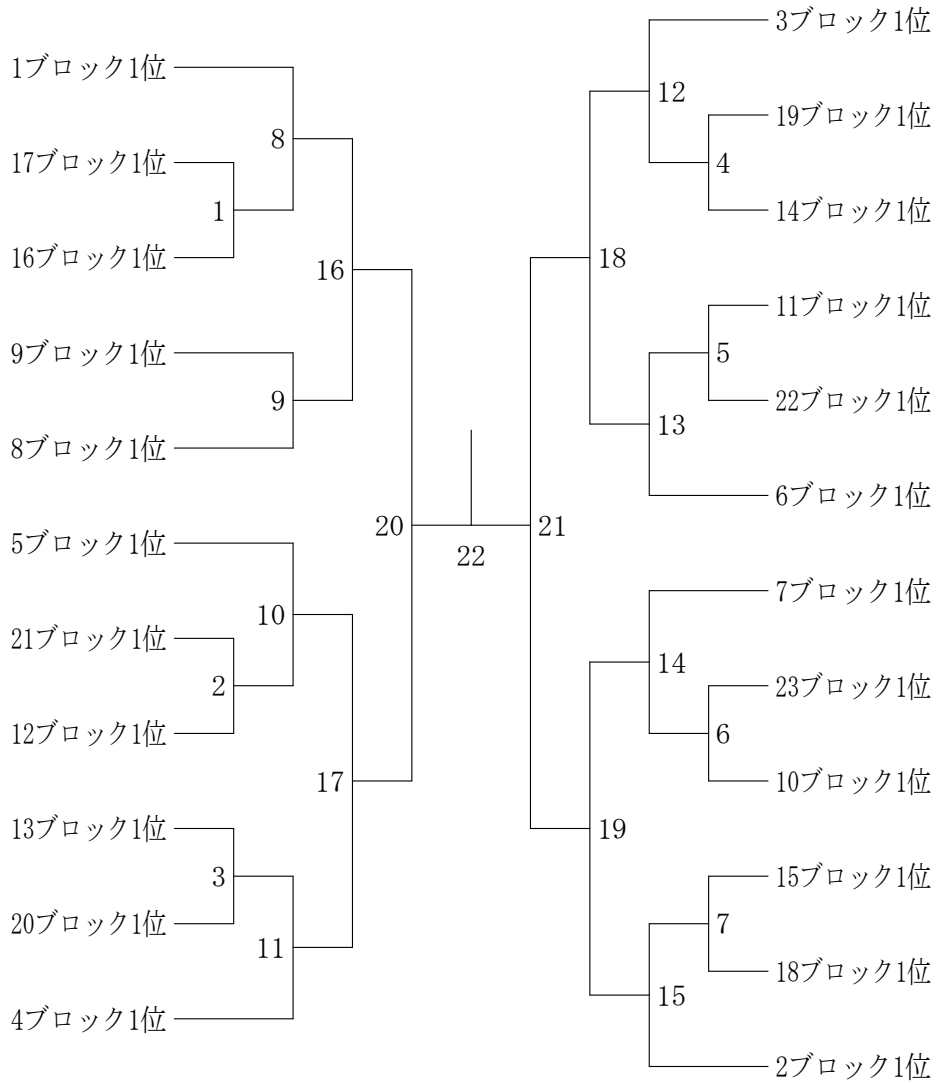 1ブロック1位
17ブロック1位
16ブロック1位
9ブロック1位
8ブロック1位
5ブロック1位
21ブロック1位
12ブロック1位
13ブロック1位
20ブロック1位
4ブロック1位
1
2
3
8
9
10
11
16
17
20
22
21
18
19
12
13
14
15
4
5
6
7
3ブロック1位
19ブロック1位
14ブロック1位
11ブロック1位
22ブロック1位
6ブロック1位
7ブロック1位
23ブロック1位
10ブロック1位
15ブロック1位
18ブロック1位
2ブロック1位